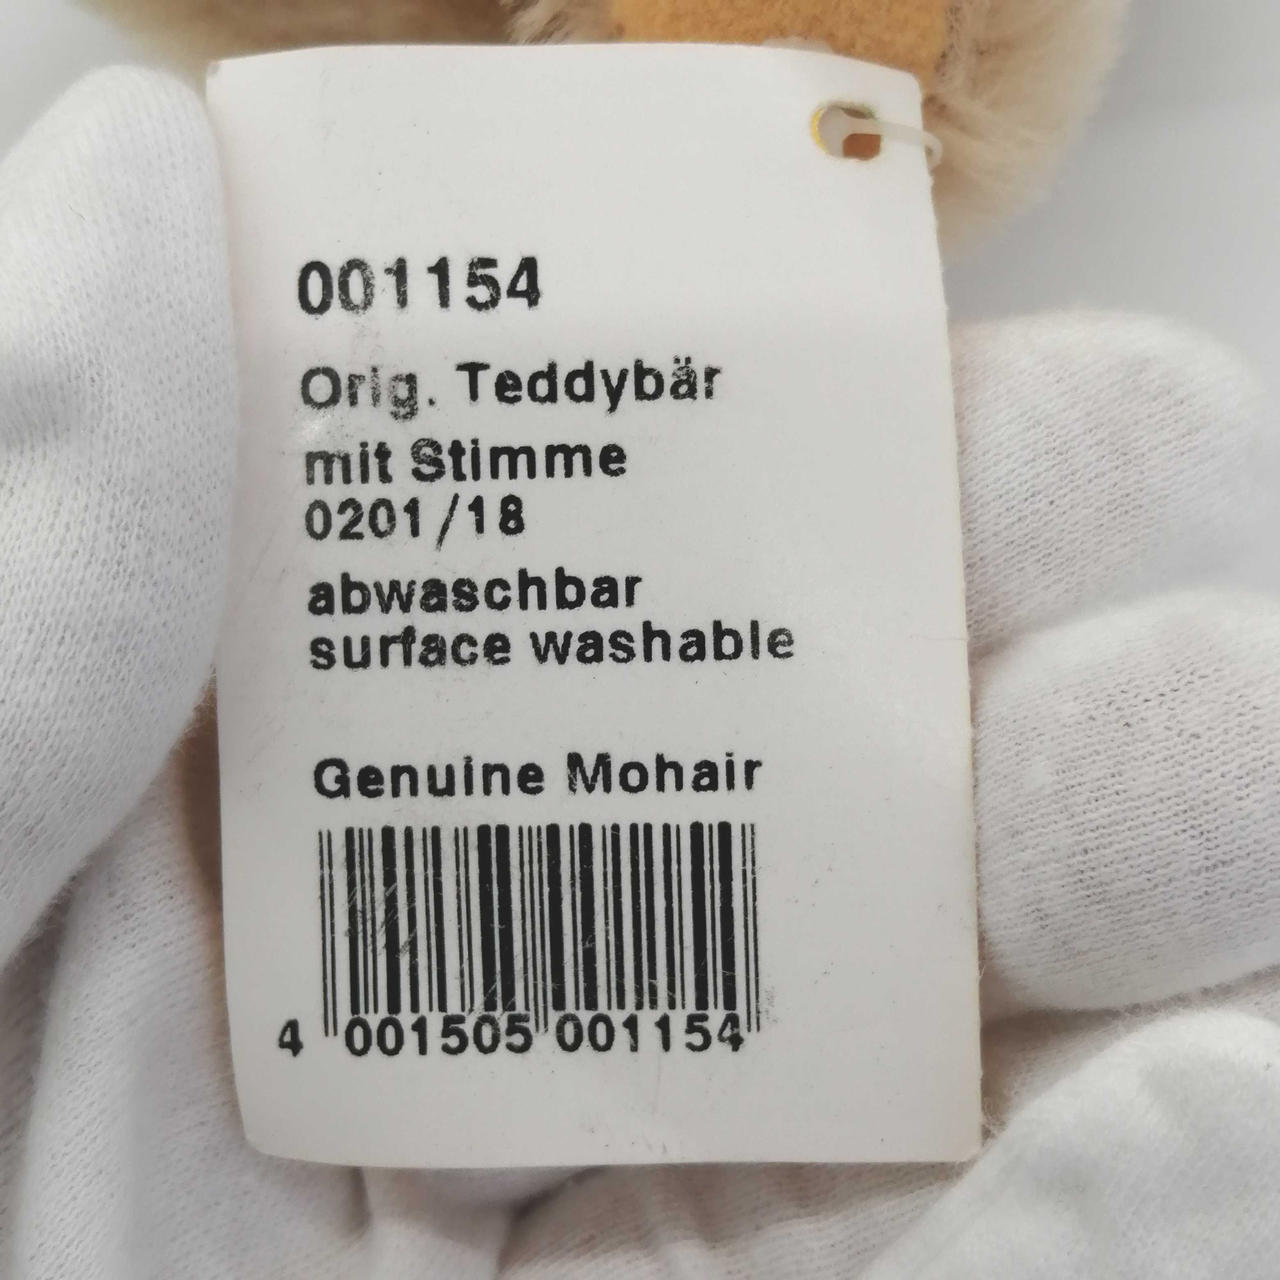 001154
Orig. Teddybär
mit Stimme
0201/18
abwaschbar
surface washable
Genuine Mohair
4 001505 001154